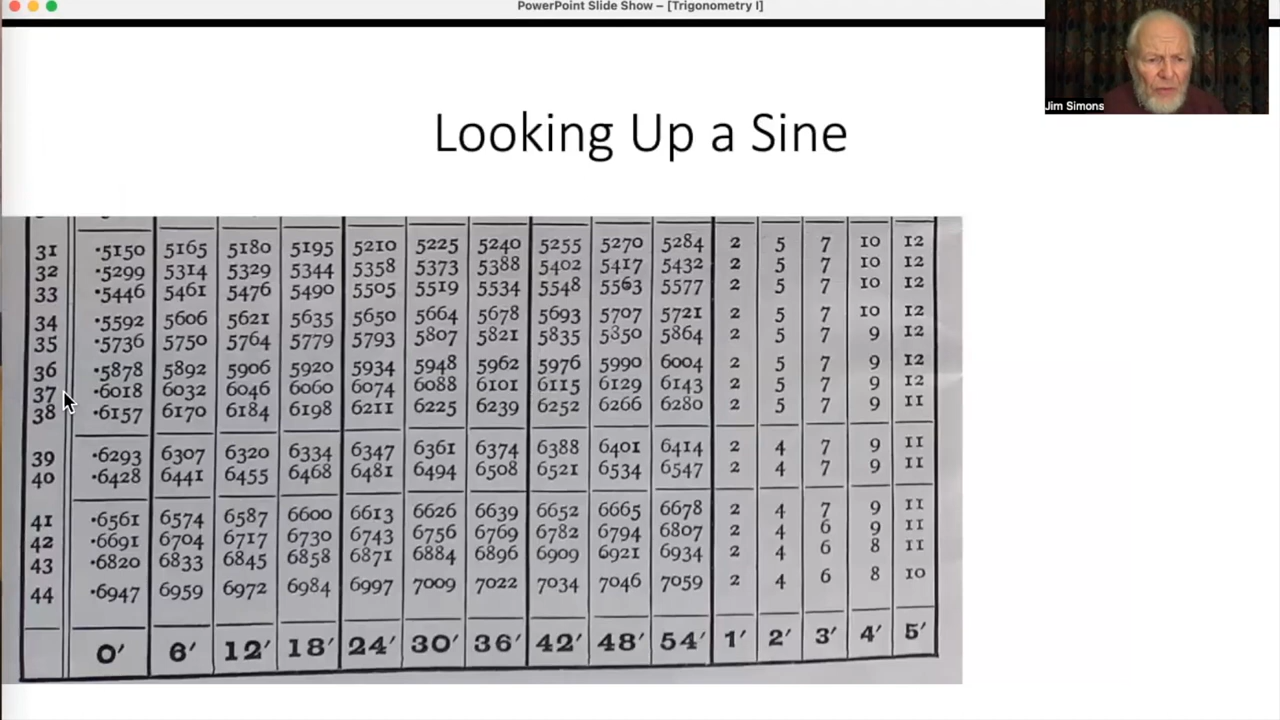 PowerPoint Slide Show – [Trigonometry I]
Jim Simons
Looking Up a Sine
31 ·5150 5165 5180 5195 5210 5225 5240 5255 5270 5284 2 5 7 10 12
32 ·5299 5314 5329 5344 5358 5373 5388 5402 5417 5432 2 5 7 10 12
33 ·5446 5461 5476 5490 5505 5519 5534 5548 5563 5577 2 5 7 10 12
34 ·5592 5606 5621 5635 5650 5664 5678 5693 5707 5721 2 5 7 10 12
35 ·5736 5750 5764 5779 5793 5807 5821 5835 5850 5864 2 5 7 9 12
36 ·5878 5892 5906 5920 5934 5948 5962 5976 5990 6004 2 5 7 9 12
37 ·6018 6032 6046 6060 6074 6088 6101 6115 6129 6143 2 5 7 9 12
38 ·6157 6170 6184 6198 6211 6225 6239 6252 6266 6280 2 5 7 9 11
39 ·6293 6307 6320 6334 6347 6361 6374 6388 6401 6414 2 4 7 9 11
40 ·6428 6441 6455 6468 6481 6494 6508 6521 6534 6547 2 4 7 9 11
41 ·6561 6574 6587 6600 6613 6626 6639 6652 6665 6678 2 4 7 9 11
42 ·6691 6704 6717 6730 6743 6756 6769 6782 6794 6807 2 4 6 9 11
43 ·6820 6833 6845 6858 6871 6884 6896 6909 6921 6934 2 4 6 8 11
44 ·6947 6959 6972 6984 6997 7009 7022 7034 7046 7059 2 4 6 8 10
0′ 6′ 12′ 18′ 24′ 30′ 36′ 42′ 48′ 54′ 1′ 2′ 3′ 4′ 5′